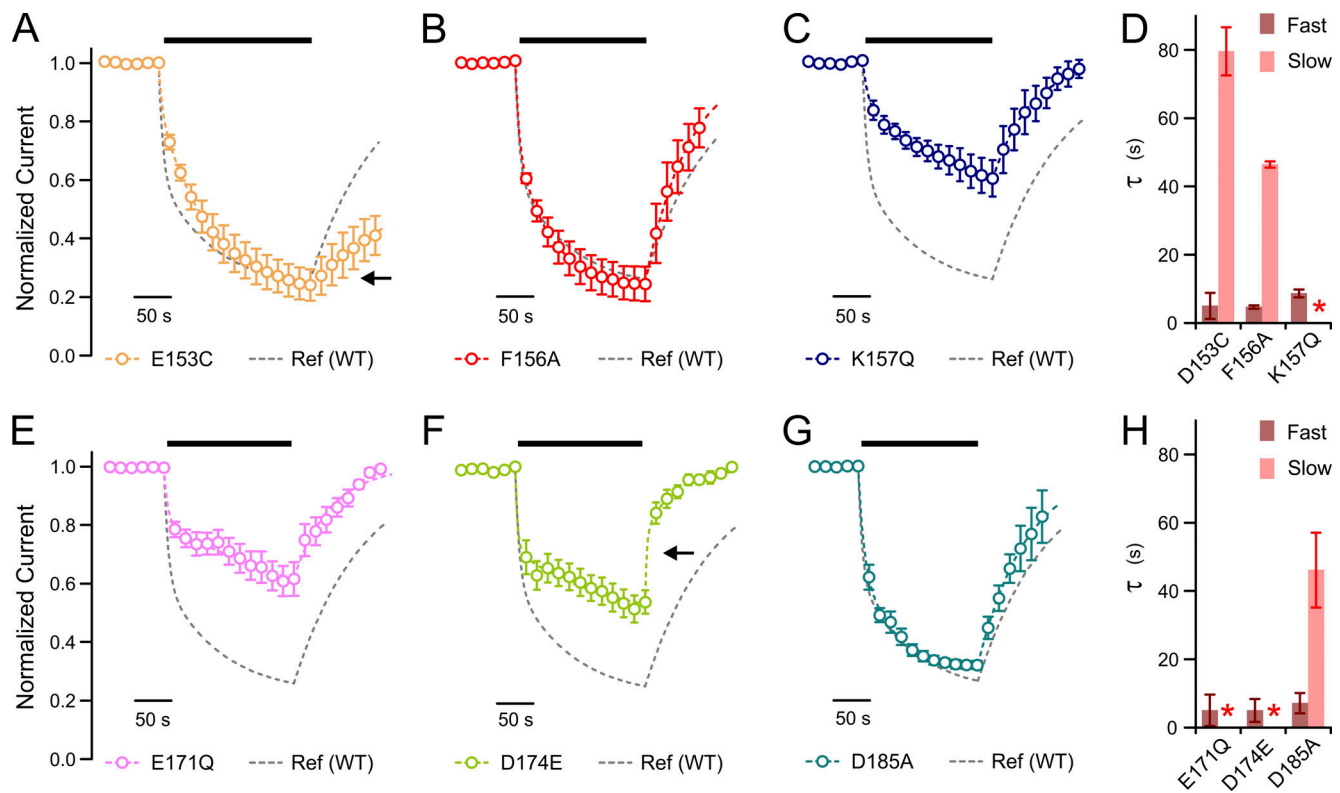 A
Normalized Current
1.0
0.8
0.6
0.4
0.2
0.0
50 s
E153C
Ref (WT)
B
50 s
F156A
Ref (WT)
C
50 s
K157Q
Ref (WT)
D
τ (s)
80
60
40
20
0
Fast
Slow
*
D153C
F156A
K157Q
E
Normalized Current
1.0
0.8
0.6
0.4
0.2
0.0
50 s
E171Q
Ref (WT)
F
50 s
D174E
Ref (WT)
G
50 s
D185A
Ref (WT)
H
τ (s)
80
60
40
20
0
Fast
Slow
* *
E171Q
D174E
D185A